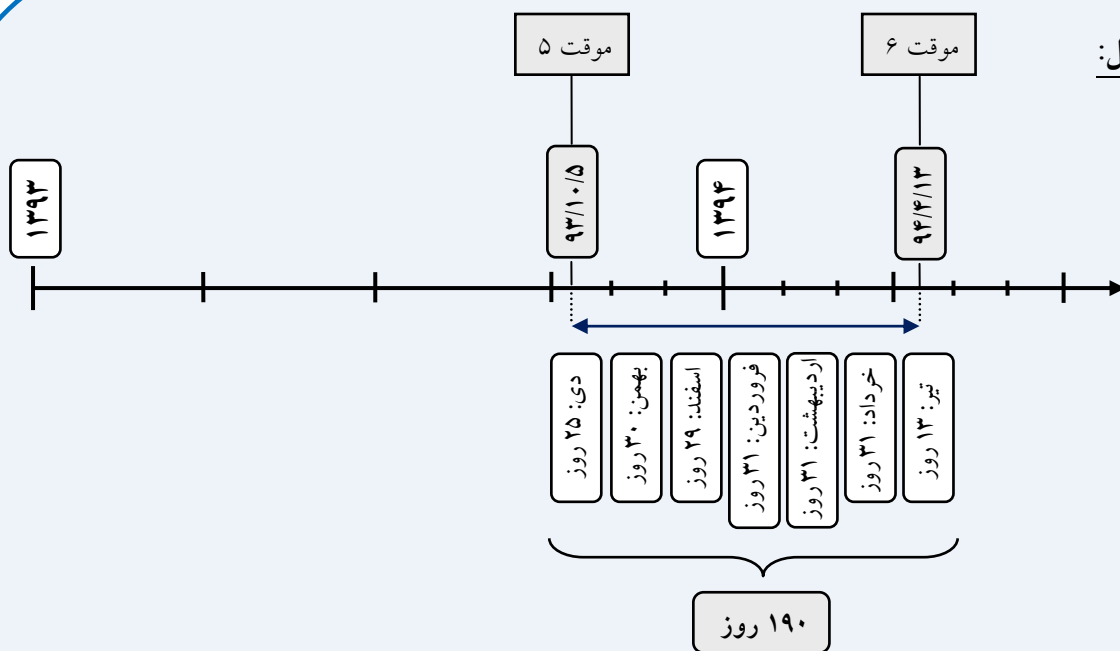 ل:
موقت ۵
موقت ۶
۱۳۹۳
۹۳/۱۰/۵
۱۳۹۴
۹۴/۴/۱۳
دی: ۲۵ روز
بهمن: ۳۰ روز
اسفند: ۲۹ روز
فروردین: ۳۱ روز
اردیبهشت: ۳۱ روز
خرداد: ۳۱ روز
تیر: ۱۳ روز
۱۹۰ روز